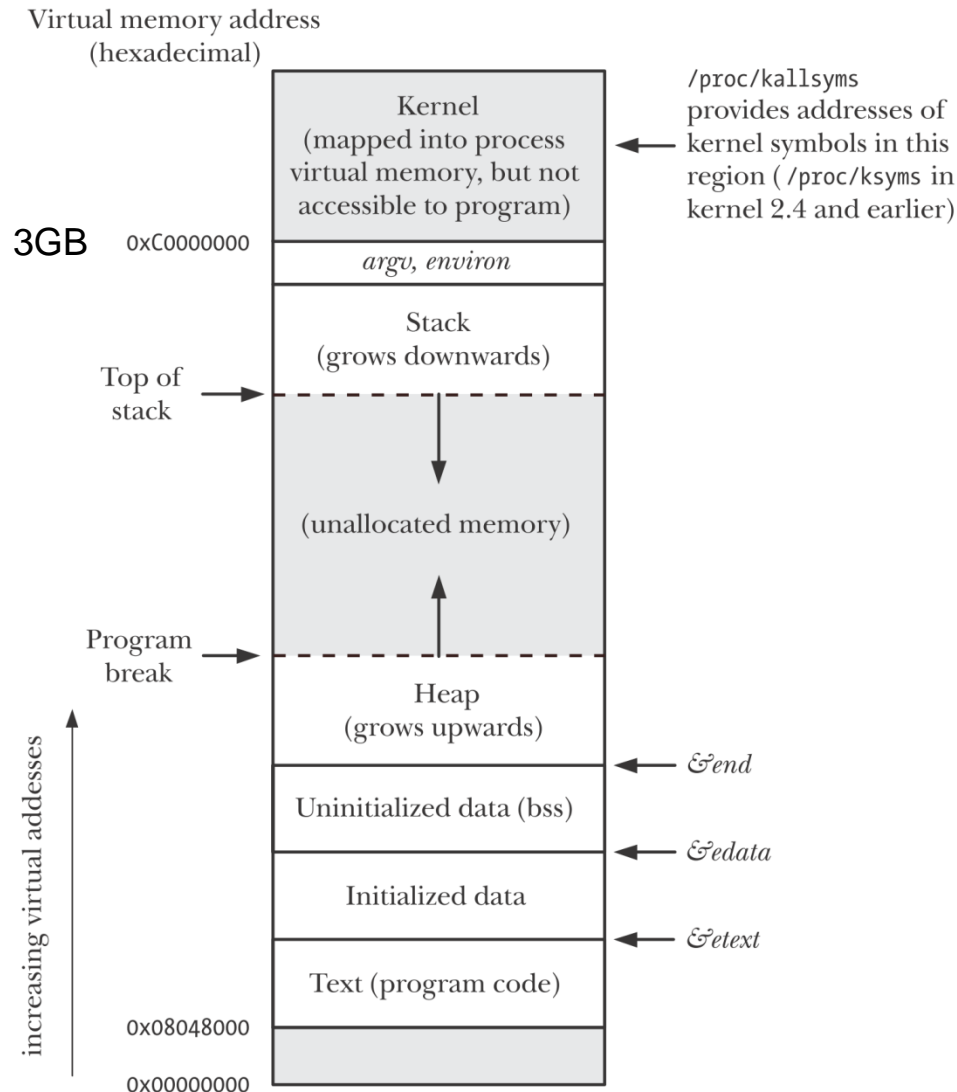 Virtual memory address
(hexadecimal)
Kernel
(mapped into process
virtual memory, but not
accessible to program)
/proc/kallsyms
provides addresses of
kernel symbols in this
region ( /proc/ksyms in
kernel 2.4 and earlier)
3GB
0xC0000000
argv, environ
Stack
(grows downwards)
Top of
stack
(unallocated memory)
Program
break
Heap
(grows upwards)
&end
Uninitialized data (bss)
&edata
Initialized data
&etext
Text (program code)
0x08048000
0x00000000
increasing virtual addesses